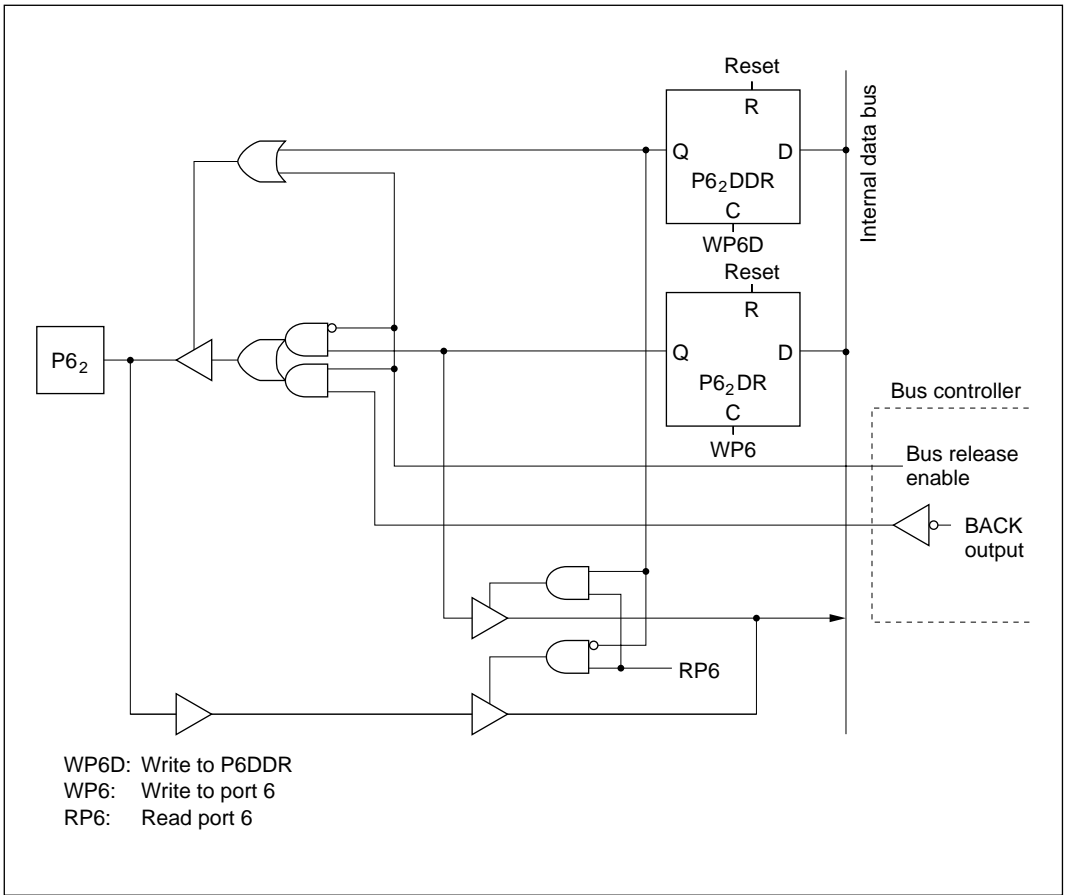 Reset
R
Q
D
P6₂DDR
C
WP6D
Internal data bus
Reset
R
P6₂
Q
D
P6₂DR
C
WP6
Bus controller
Bus release
enable
BACK
output
RP6
WP6D: Write to P6DDR
WP6: Write to port 6
RP6: Read port 6